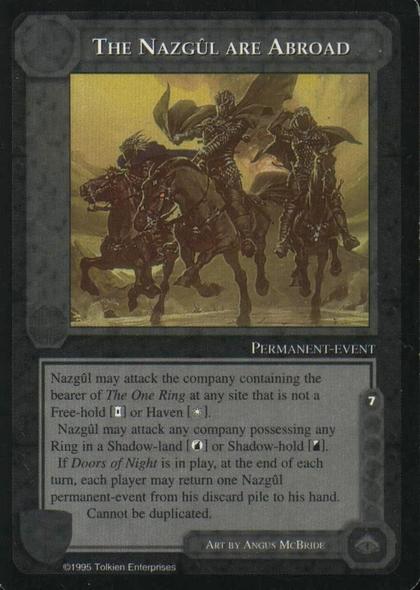 The Nazgûl are Abroad
Permanent-event
Nazgûl may attack the company containing the
bearer of The One Ring at any site that is not a
Free-hold [] or Haven [].
7
Nazgûl may attack any company possessing any
Ring in a Shadow-land [] or Shadow-hold [].
If Doors of Night is in play, at the end of each
turn, each player may return one Nazgûl
permanent-event from his discard pile to his hand.
Cannot be duplicated.
Art by Angus McBride
©1995 Tolkien Enterprises